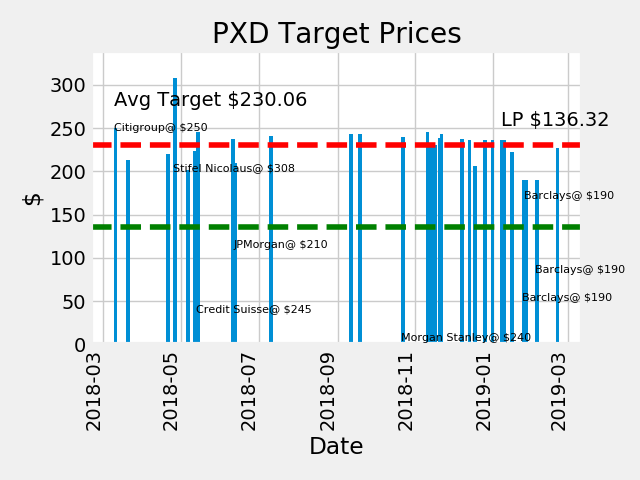 PXD Target Prices
300
250
200
150
100
50
0
$
Avg Target $230.06
LP $136.32
Citigroup@ $250
Stifel Nicolaus@ $308
Barclays@ $190
JPMorgan@ $210
Barclays@ $190
Barclays@ $190
Credit Suisse@ $245
Morgan Stanley@ $240
2018-03
2018-05
2018-07
2018-09
2018-11
2019-01
2019-03
Date